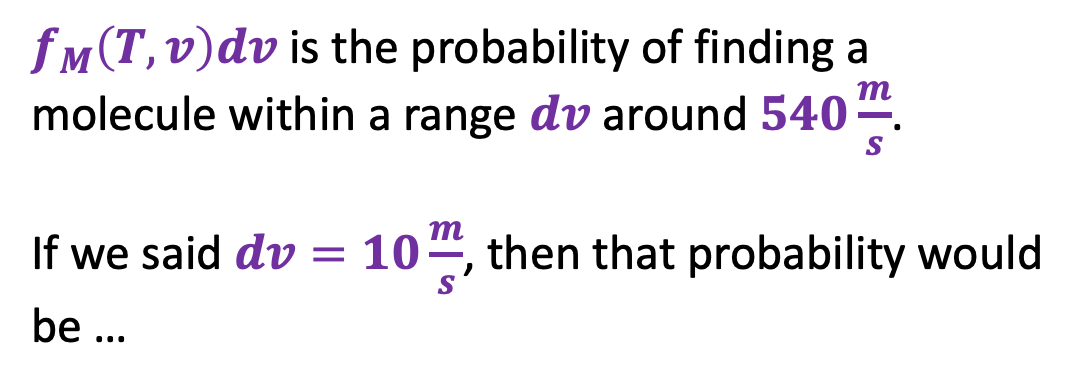 f_M(T, v)dv is the probability of finding a
molecule within a range dv around 540 m/s.
If we said dv = 10 m/s, then that probability would
be ...